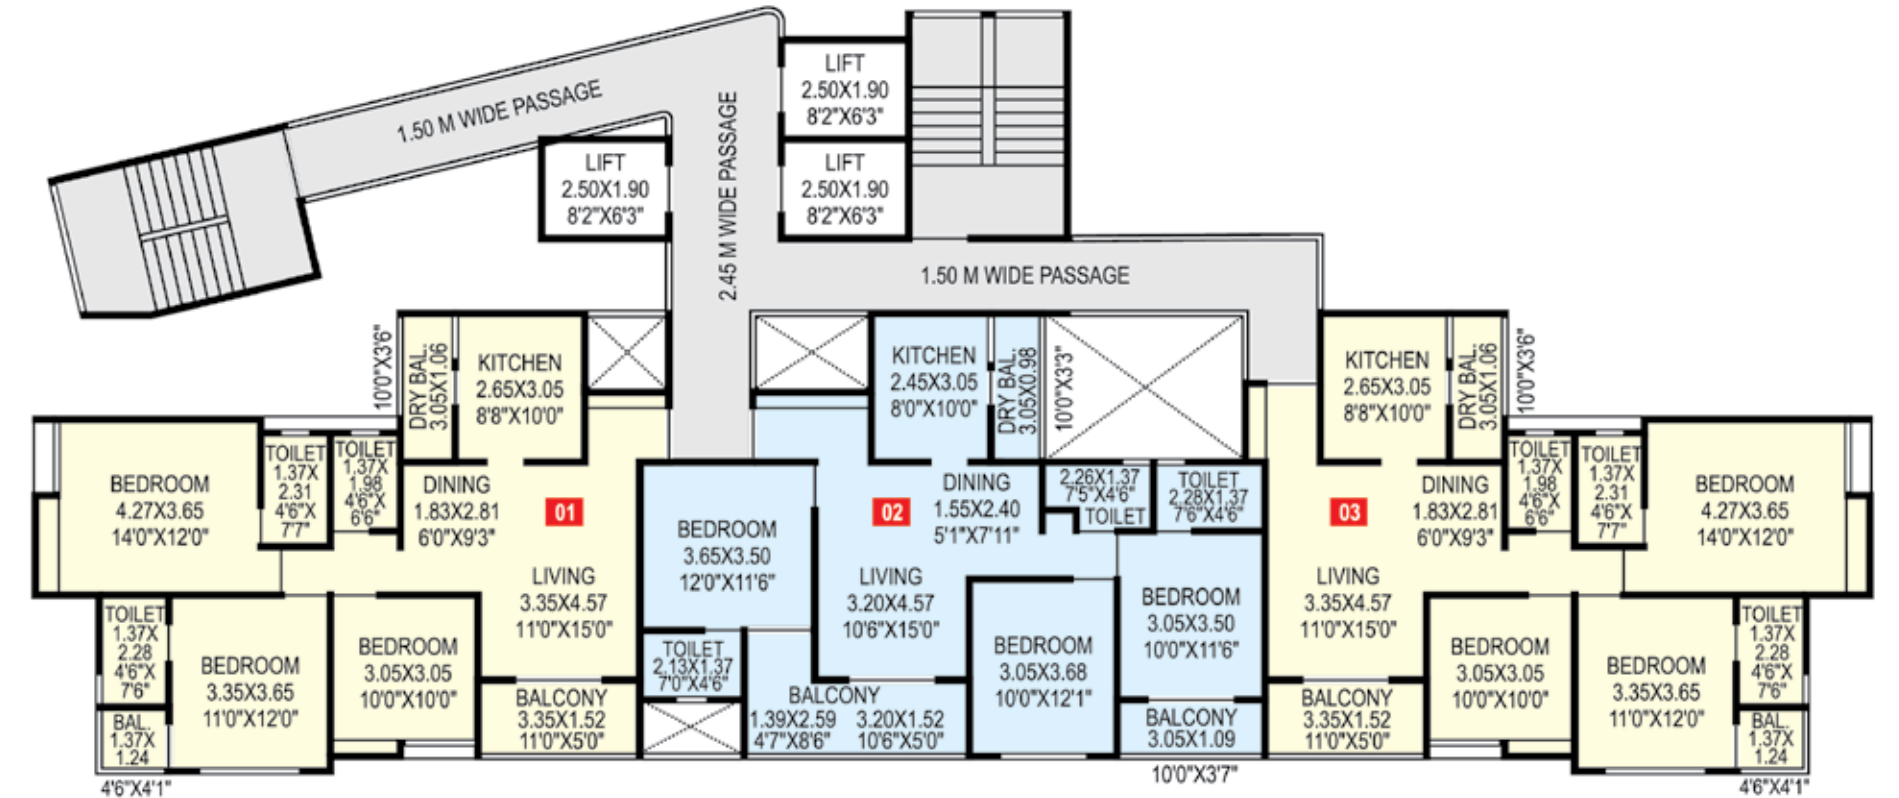 1.50 M WIDE PASSAGE
2.45 M WIDE PASSAGE
LIFT
2.50X1.90
8'2"X6'3"
LIFT
2.50X1.90
8'2"X6'3"
LIFT
2.50X1.90
8'2"X6'3"
1.50 M WIDE PASSAGE
10'0"X3'6"
DRY BAL.
3.05X1.06
KITCHEN
2.65X3.05
8'8"X10'0"
BEDROOM
4.27X3.65
14'0"X12'0"
TOILET
1.37X
2.31
4'6"X
7'7"
TOILET
1.37X
1.98
4'6"X
6'6"
DINING
1.83X2.81
6'0"X9'3"
01
LIVING
3.35X4.57
11'0"X15'0"
TOILET
1.37X
2.28
4'6"X
7'6"
BAL.
1.37X
1.24
4'6"X4'1"
BEDROOM
3.35X3.65
11'0"X12'0"
BEDROOM
3.05X3.05
10'0"X10'0"
BALCONY
3.35X1.52
11'0"X5'0"
KITCHEN
2.45X3.05
8'0"X10'0"
DRY BAL.
3.05X0.98
10'0"X3'3"
BEDROOM
3.65X3.50
12'0"X11'6"
02
DINING
1.55X2.40
5'1"X7'11"
2.26X1.37
7'5"X4'6"
TOILET
TOILET
2.28X1.37
7'6"X4'6"
LIVING
3.20X4.57
10'6"X15'0"
TOILET
2.13X1.37
7'0"X4'6"
BALCONY
1.39X2.59 3.20X1.52
4'7"X8'6" 10'6"X5'0"
BEDROOM
3.05X3.68
10'0"X12'1"
BEDROOM
3.05X3.50
10'0"X11'6"
BALCONY
3.05X1.09
10'0"X3'7"
KITCHEN
2.65X3.05
8'8"X10'0"
DRY BAL.
3.05X1.06
10'0"X3'6"
03
DINING
1.83X2.81
6'0"X9'3"
TOILET
1.37X
1.98
4'6"X
6'6"
TOILET
1.37X
2.31
4'6"X
7'7"
BEDROOM
4.27X3.65
14'0"X12'0"
LIVING
3.35X4.57
11'0"X15'0"
BALCONY
3.35X1.52
11'0"X5'0"
BEDROOM
3.05X3.05
10'0"X10'0"
BEDROOM
3.35X3.65
11'0"X12'0"
TOILET
1.37X
2.28
4'6"X
7'6"
BAL.
1.37X
1.24
4'6"X4'1"